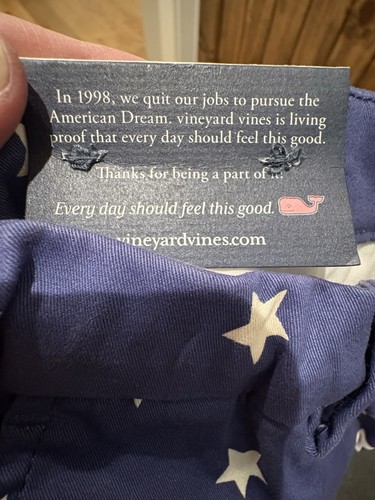 In 1998, we quit our jobs to pursue the
American Dream. vineyard vines is living
proof that every day should feel this good.
Thanks for being a part of it!
Every day should feel this good.
vineyardvines.com